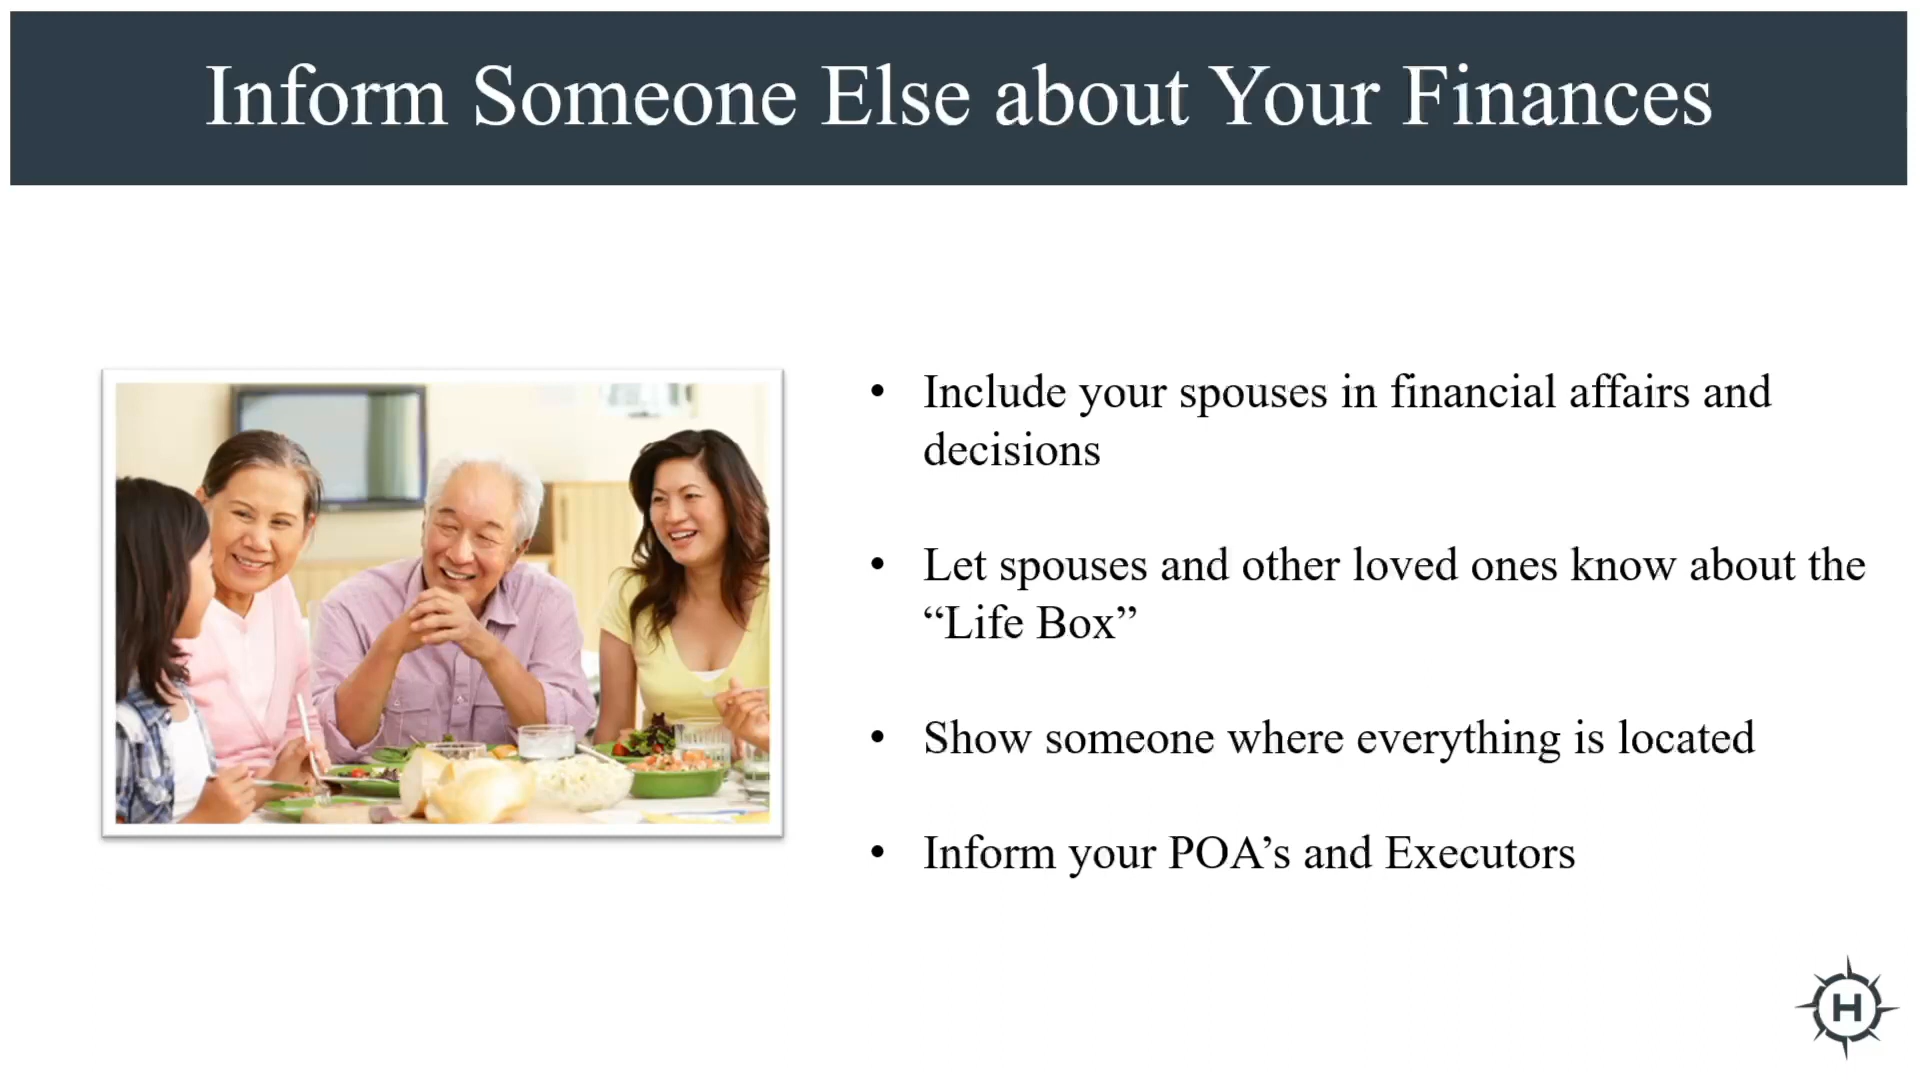 Inform Someone Else about Your Finances
• Include your spouses in financial affairs and
decisions
• Let spouses and other loved ones know about the
“Life Box”
• Show someone where everything is located
• Inform your POA’s and Executors
H